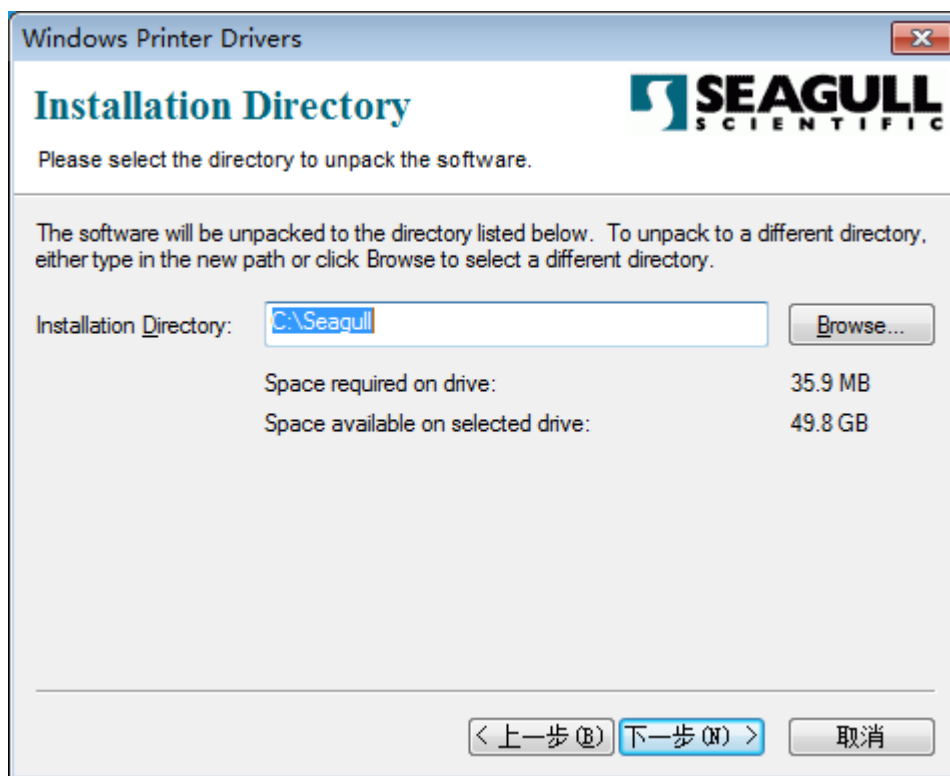 Windows Printer Drivers
Installation Directory
SEAGULL
SCIENTIFIC
Please select the directory to unpack the software.
The software will be unpacked to the directory listed below. To unpack to a different directory,
either type in the new path or click Browse to select a different directory.
Installation Directory: C:\Seagull Browse...
Space required on drive: 35.9 MB
Space available on selected drive: 49.8 GB
< 上一步(B) 下一步(N) > 取消